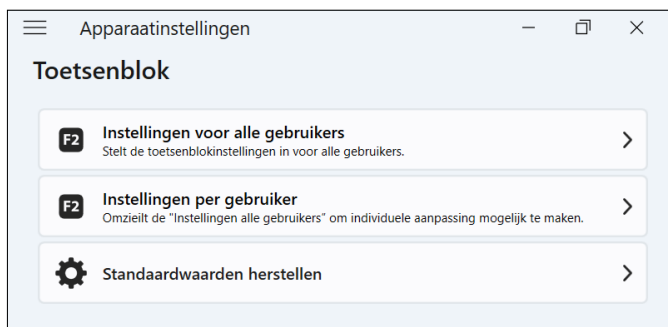 Apparaatinstellingen
Toetsenblok
F2 Instellingen voor alle gebruikers
Stelt de toetsenblokinstellingen in voor alle gebruikers.
F2 Instellingen per gebruiker
Omzieilt de "Instellingen alle gebruikers" om individuele aanpassing mogelijk te maken.
Standaardwaarden herstellen